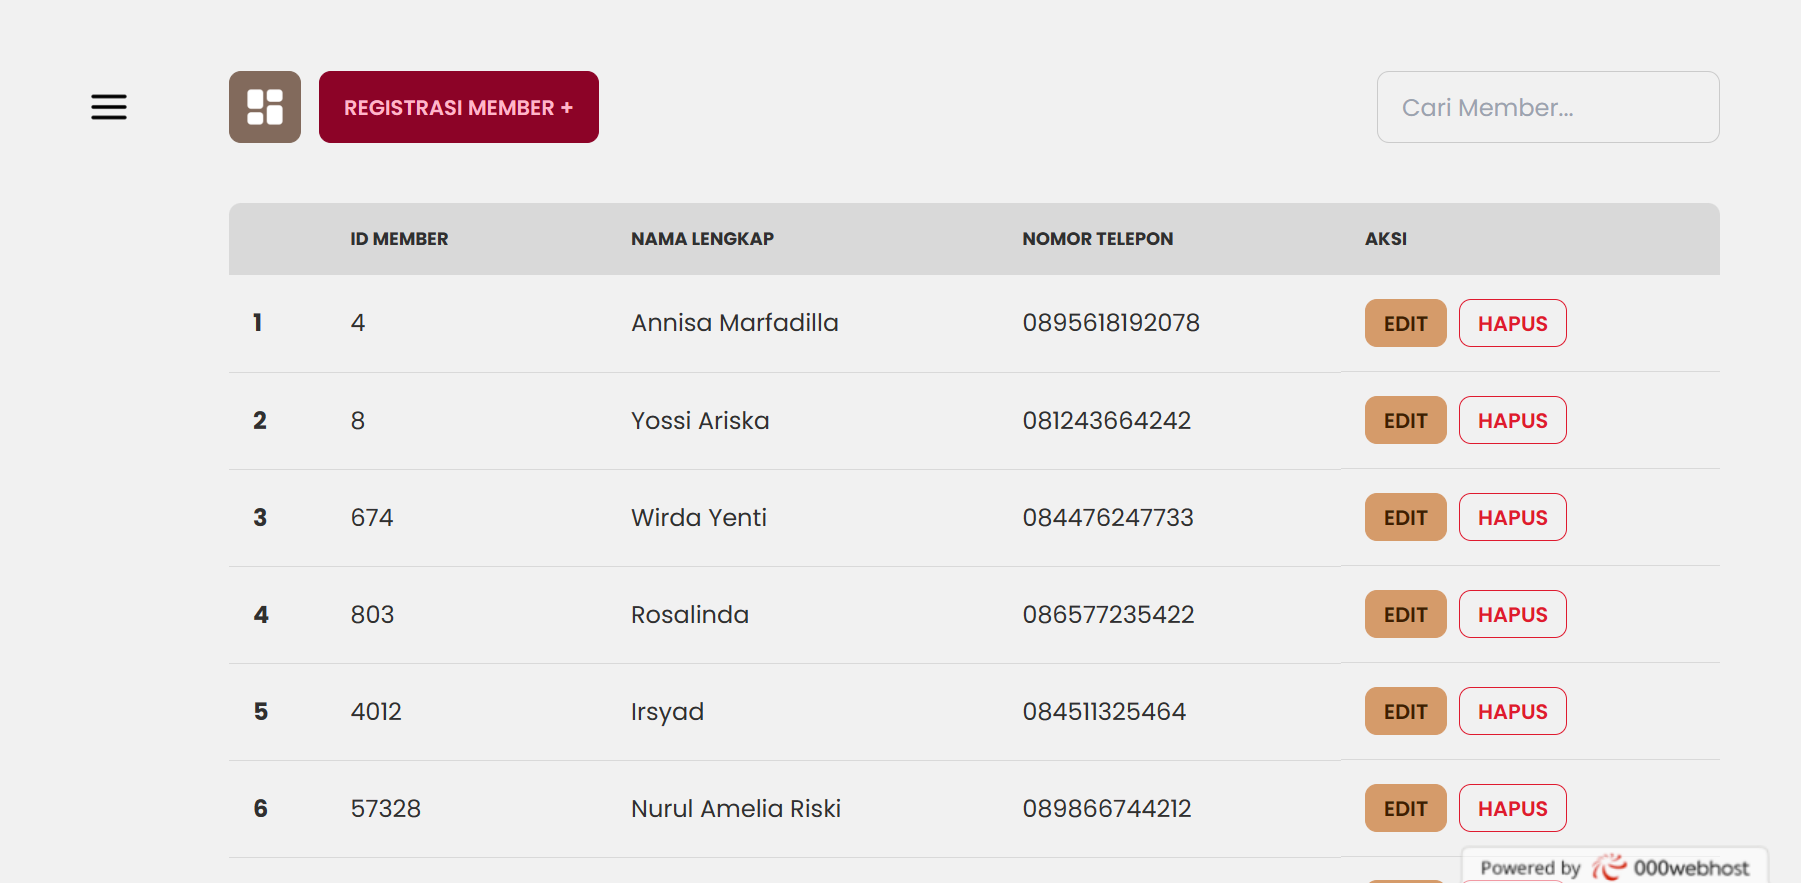 REGISTRASI MEMBER +
Cari Member...
ID MEMBER NAMA LENGKAP NOMOR TELEPON AKSI
1 4 Annisa Marfadilla 0895618192078 EDIT HAPUS
2 8 Yossi Ariska 081243664242 EDIT HAPUS
3 674 Wirda Yenti 084476247733 EDIT HAPUS
4 803 Rosalinda 086577235422 EDIT HAPUS
5 4012 Irsyad 084511325464 EDIT HAPUS
6 57328 Nurul Amelia Riski 089866744212 EDIT HAPUS
Powered by 000webhost